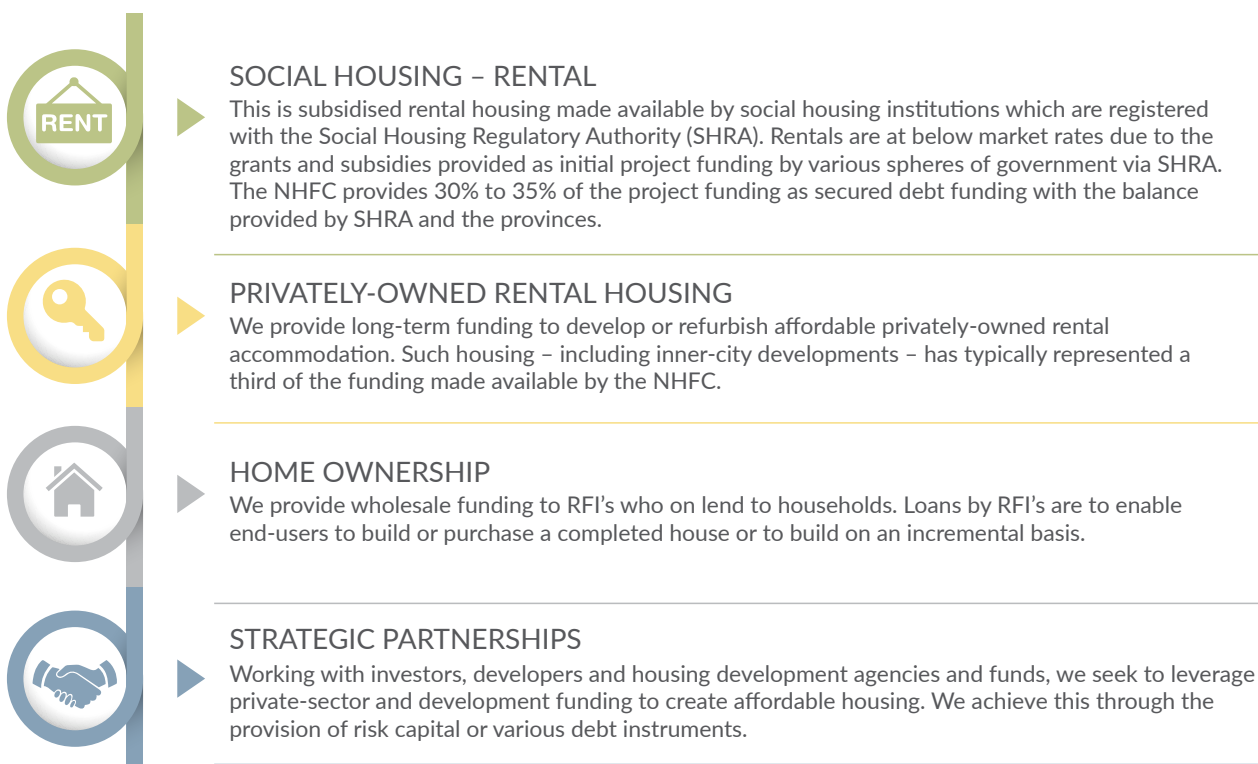 RENT
SOCIAL HOUSING – RENTAL
This is subsidised rental housing made available by social housing institutions which are registered
with the Social Housing Regulatory Authority (SHRA). Rentals are at below market rates due to the
grants and subsidies provided as initial project funding by various spheres of government via SHRA.
The NHFC provides 30% to 35% of the project funding as secured debt funding with the balance
provided by SHRA and the provinces.
PRIVATELY-OWNED RENTAL HOUSING
We provide long-term funding to develop or refurbish affordable privately-owned rental
accommodation. Such housing – including inner-city developments – has typically represented a
third of the funding made available by the NHFC.
HOME OWNERSHIP
We provide wholesale funding to RFI’s who on lend to households. Loans by RFI’s are to enable
end-users to build or purchase a completed house or to build on an incremental basis.
STRATEGIC PARTNERSHIPS
Working with investors, developers and housing development agencies and funds, we seek to leverage
private-sector and development funding to create affordable housing. We achieve this through the
provision of risk capital or various debt instruments.